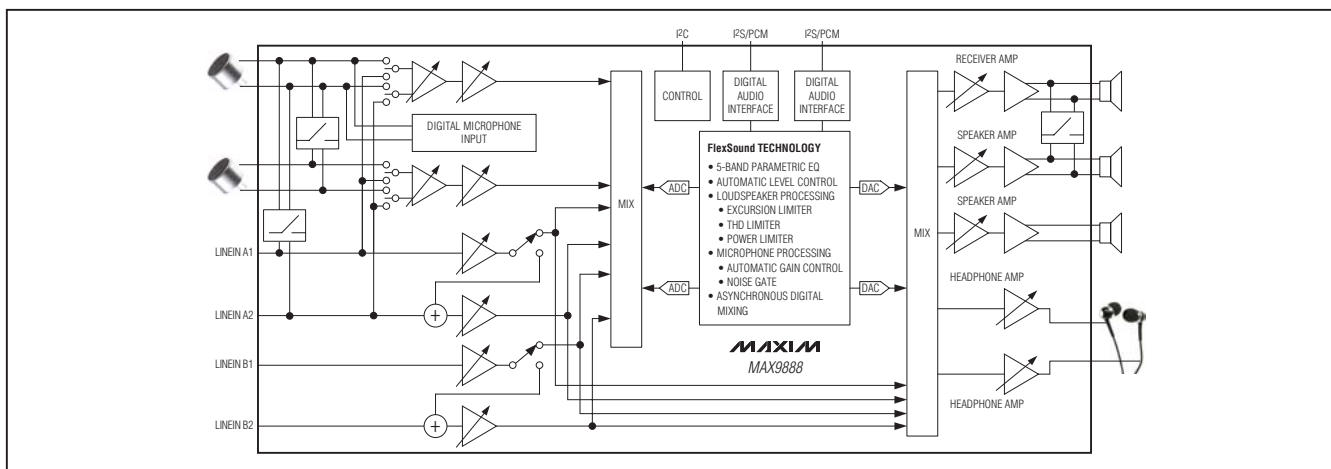 I²C
I²S/PCM
I²S/PCM
RECEIVER AMP
CONTROL
DIGITAL
AUDIO
INTERFACE
DIGITAL
AUDIO
INTERFACE
DIGITAL MICROPHONE
INPUT
FlexSound TECHNOLOGY
• 5-BAND PARAMETRIC EQ
• AUTOMATIC LEVEL CONTROL
• LOUDSPEAKER PROCESSING
• EXCURSION LIMITER
• THD LIMITER
• POWER LIMITER
• MICROPHONE PROCESSING
• AUTOMATIC GAIN CONTROL
• NOISE GATE
• ASYNCHRONOUS DIGITAL
MIXING
SPEAKER AMP
ADC
DAC
MIX
SPEAKER AMP
MIX
LINEIN A1
HEADPHONE AMP
ADC
DAC
LINEIN A2
MAXIM
MAX9888
LINEIN B1
HEADPHONE AMP
LINEIN B2